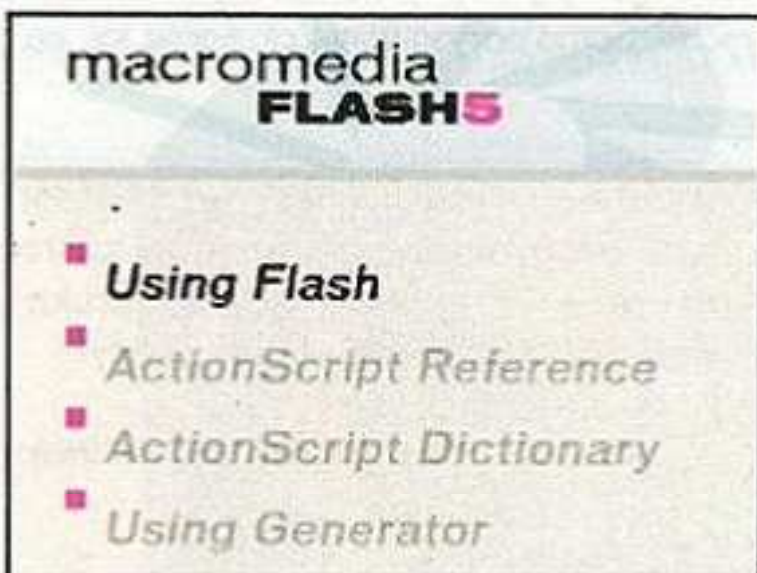 macromedia
FLASH5
Using Flash
ActionScript Reference
ActionScript Dictionary
Using Generator